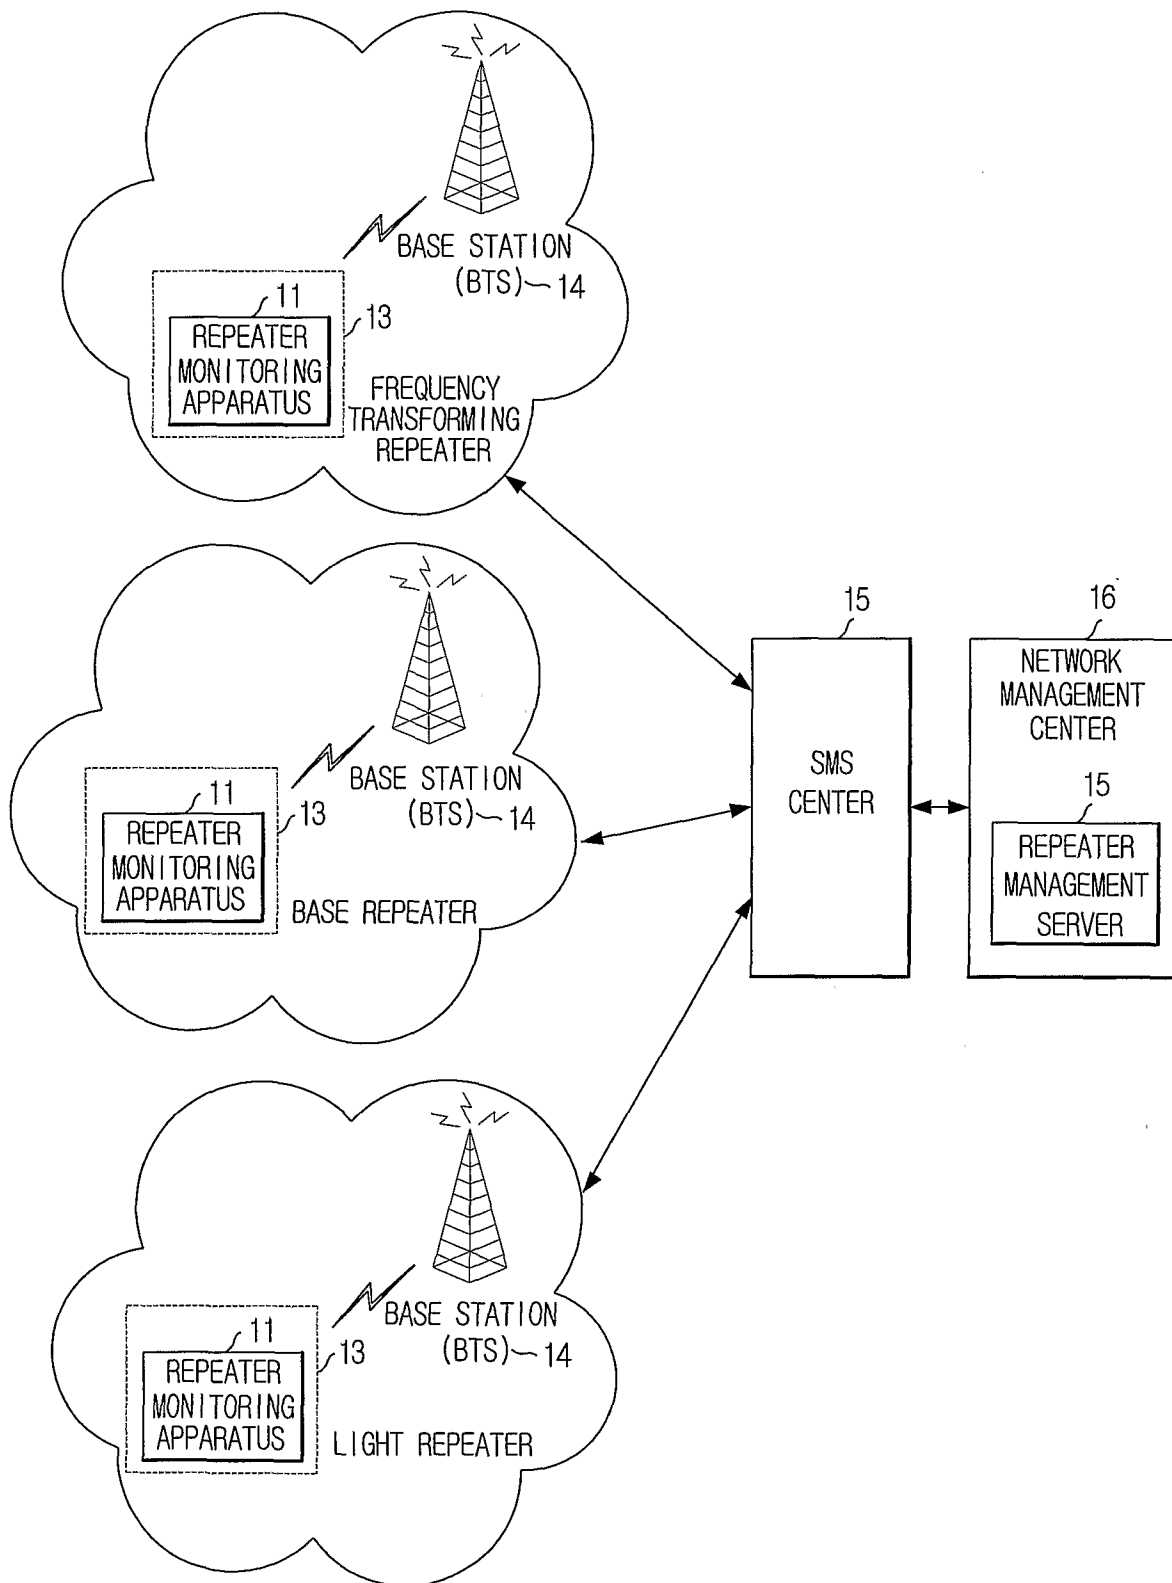 BASE STATION
(BTS) 14
11
13
REPEATER
MONITORING
APPARATUS
FREQUENCY
TRANSFORMING
REPEATER
BASE STATION
(BTS) 14
11
13
REPEATER
MONITORING
APPARATUS
BASE REPEATER
BASE STATION
(BTS) 14
11
13
REPEATER
MONITORING
APPARATUS
LIGHT REPEATER
15
SMS
CENTER
16
NETWORK
MANAGEMENT
CENTER
15
REPEATER
MANAGEMENT
SERVER